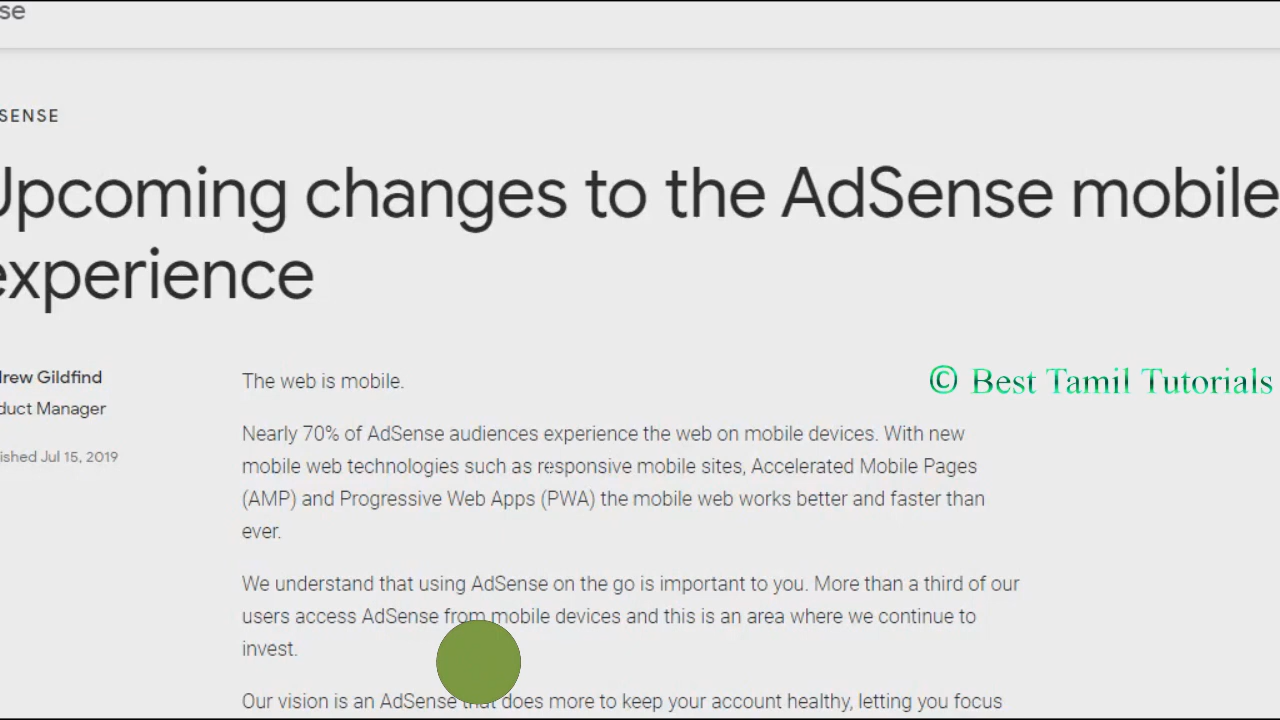 se
SENSE
Upcoming changes to the AdSense mobile
experience
drew Gildfind
duct Manager
ished Jul 15, 2019
The web is mobile.
© Best Tamil Tutorials
Nearly 70% of AdSense audiences experience the web on mobile devices. With new
mobile web technologies such as responsive mobile sites, Accelerated Mobile Pages
(AMP) and Progressive Web Apps (PWA) the mobile web works better and faster than
ever.
We understand that using AdSense on the go is important to you. More than a third of our
users access AdSense from mobile devices and this is an area where we continue to
invest.
Our vision is an AdSense that does more to keep your account healthy, letting you focus